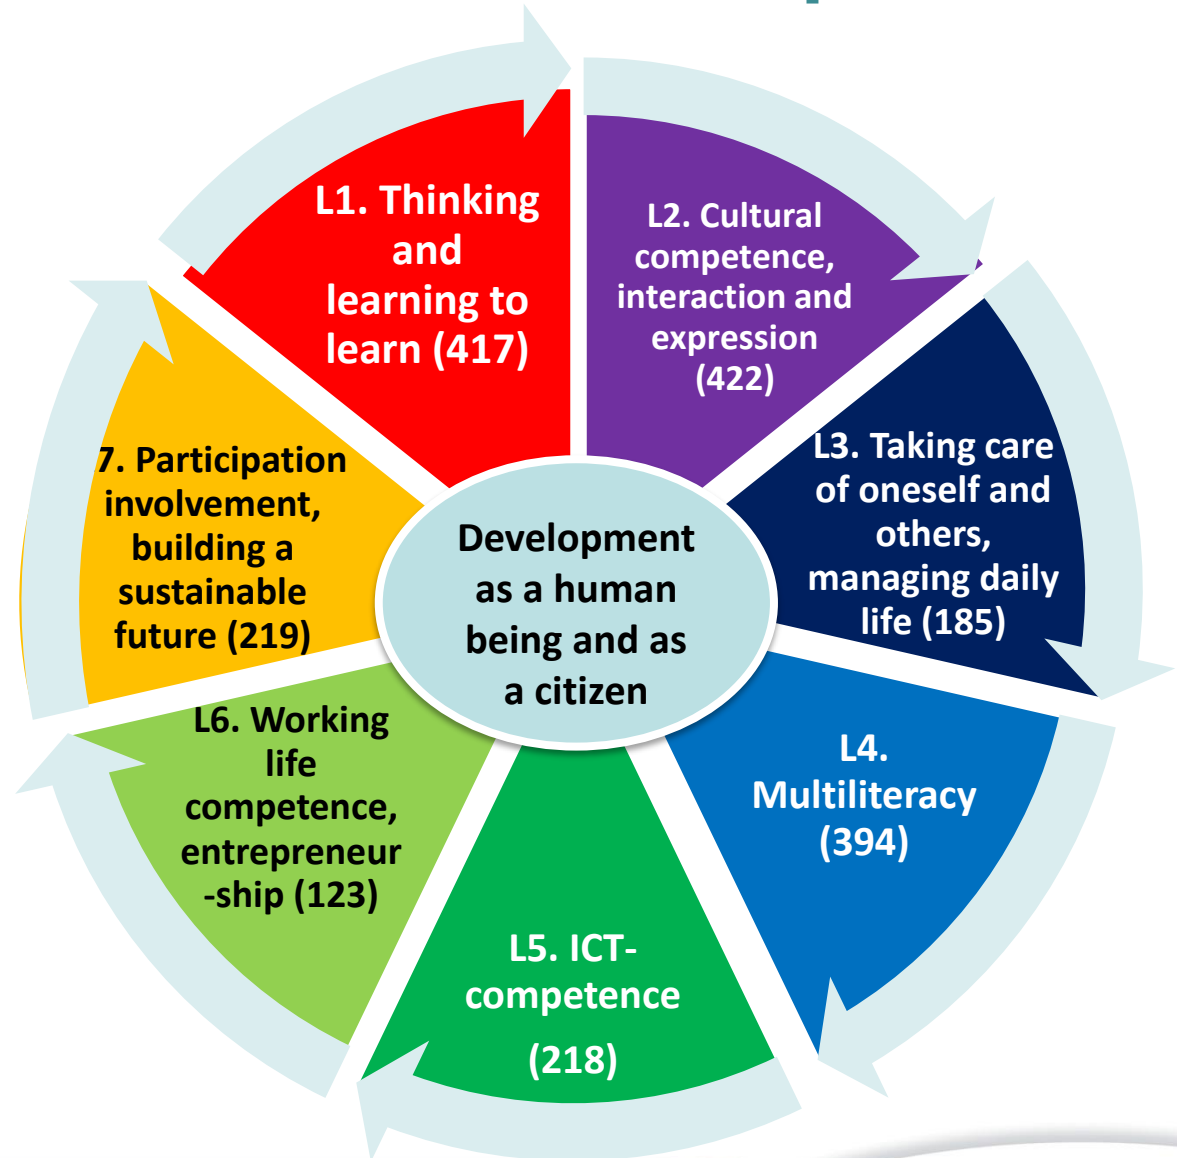 L1. Thinking
and
learning to
learn (417)
L2. Cultural
competence,
interaction and
expression
(422)
L3. Taking care
of oneself and
others,
managing daily
life (185)
L4.
Multiliteracy
(394)
L5. ICT-
competence
(218)
L6. Working
life
competence,
entrepreneur
-ship (123)
7. Participation
involvement,
building a
sustainable
future (219)
Development
as a human
being and as
a citizen